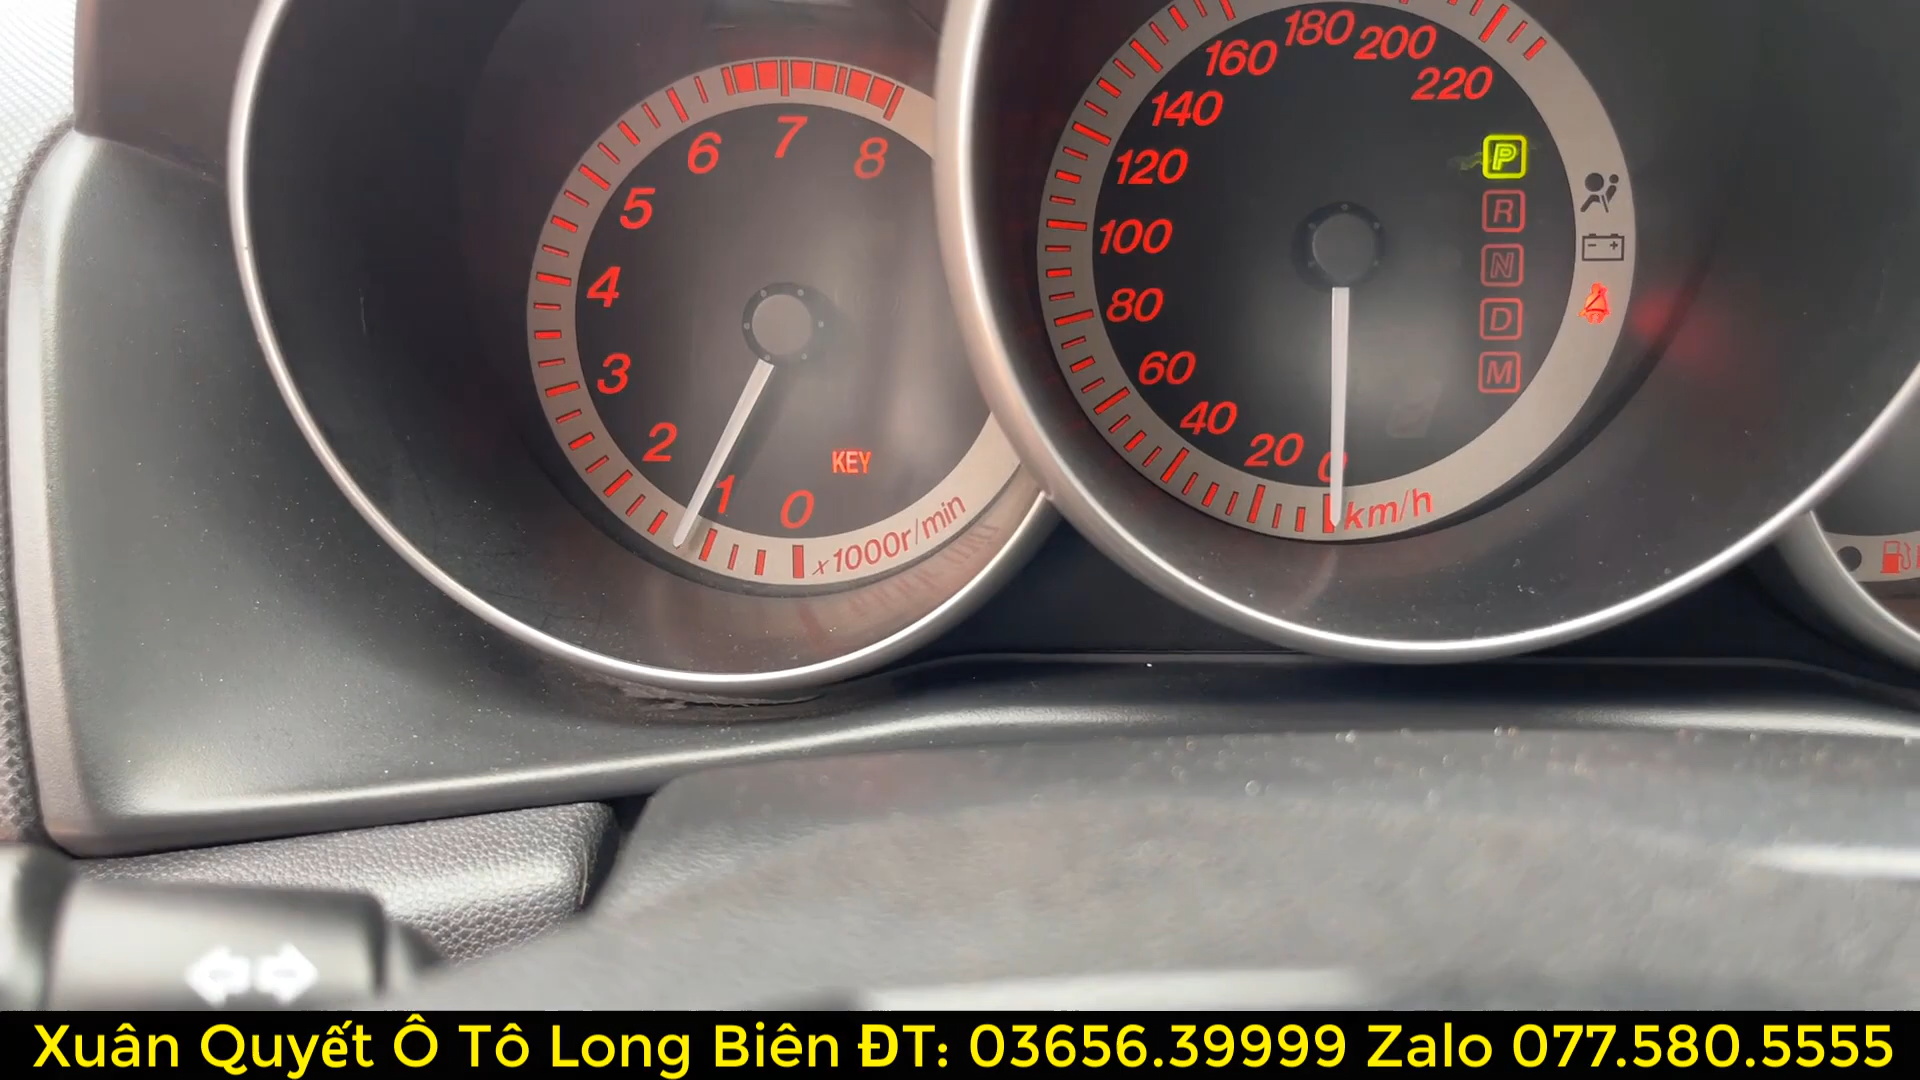 6 7 8
5
4
3
2
1
0
KEY
x1000r/min
180 200
160 220
140
120
100
80
60
40
20
0
km/h
P
R
N
D
M
Xuân Quyết Ô Tô Long Biên ĐT: 03656.39999 Zalo 077.580.5555